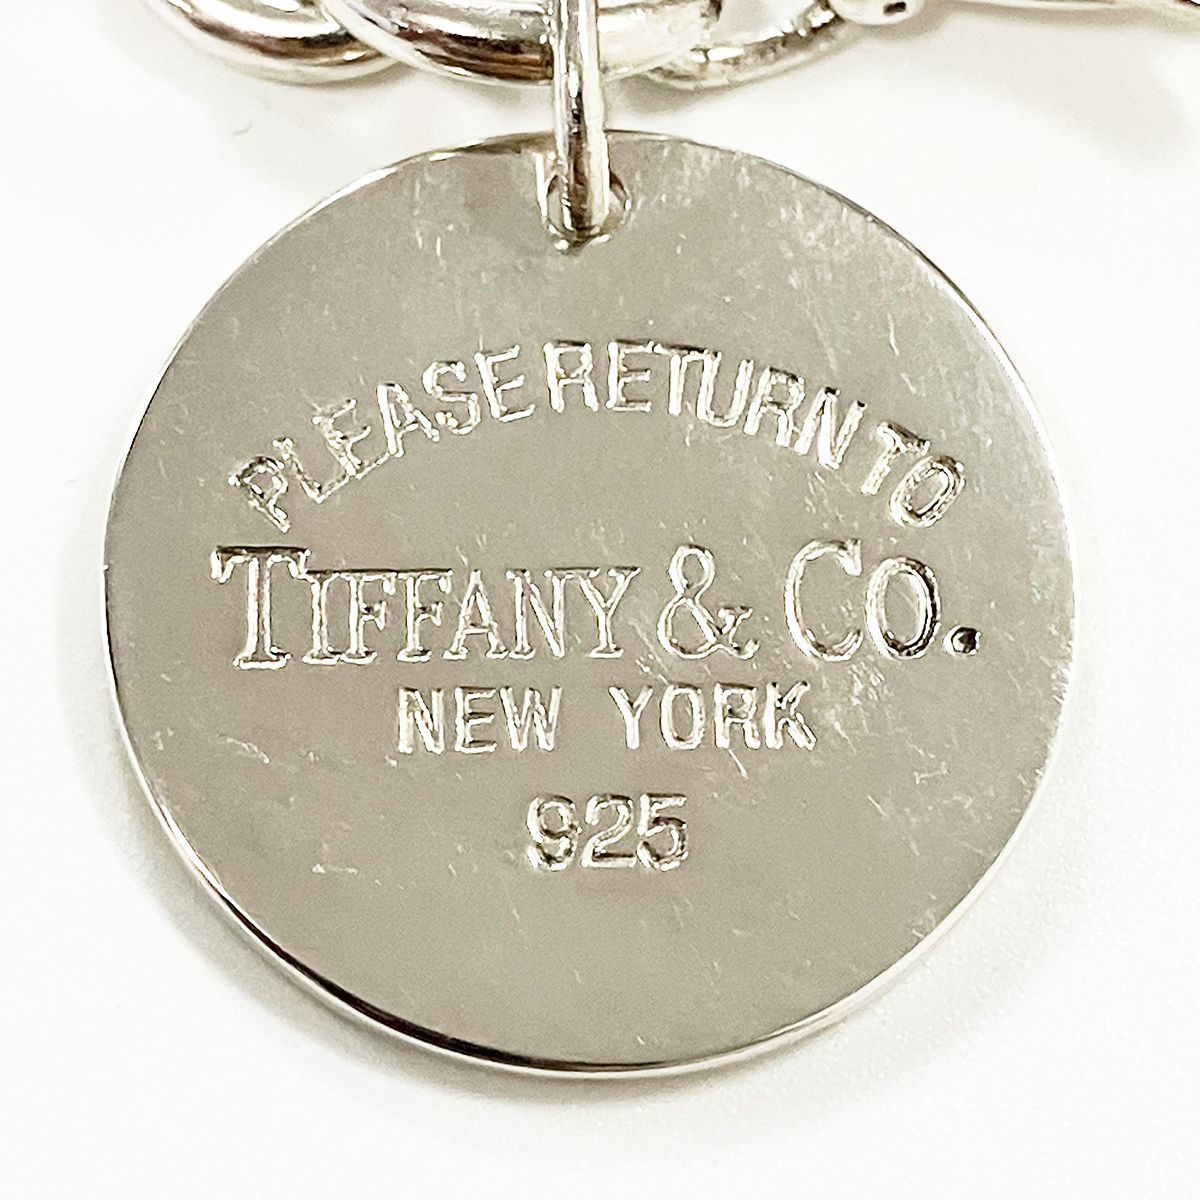 PLEASE RETURN TO
TIFFANY & CO.
NEW YORK
925